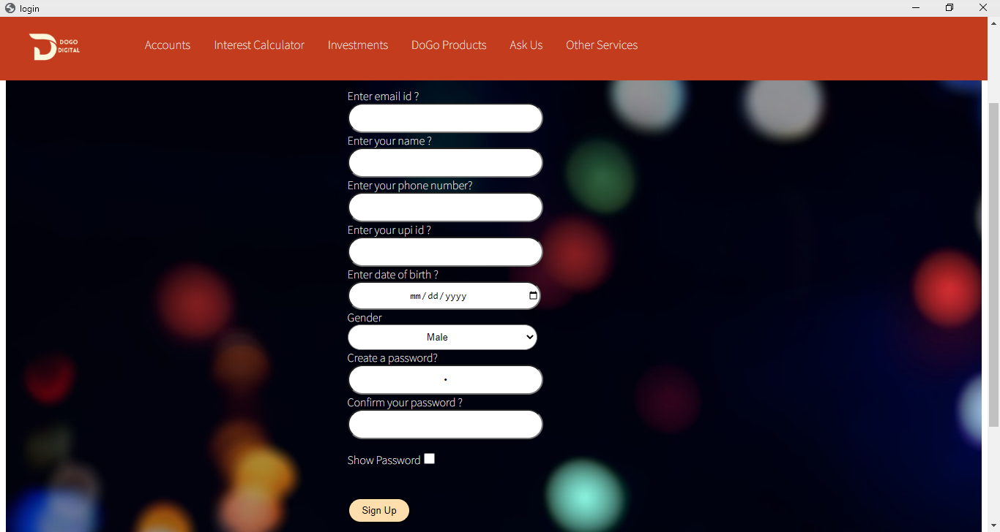 login
DOGO
DIGITAL
Accounts Interest Calculator Investments DoGo Products Ask Us Other Services
Enter email id ?
Enter your name ?
Enter your phone number?
Enter your upi id ?
Enter date of birth ?
mm/dd/yyyy
Gender
Male
Create a password?
Confirm your password ?
Show Password
Sign Up